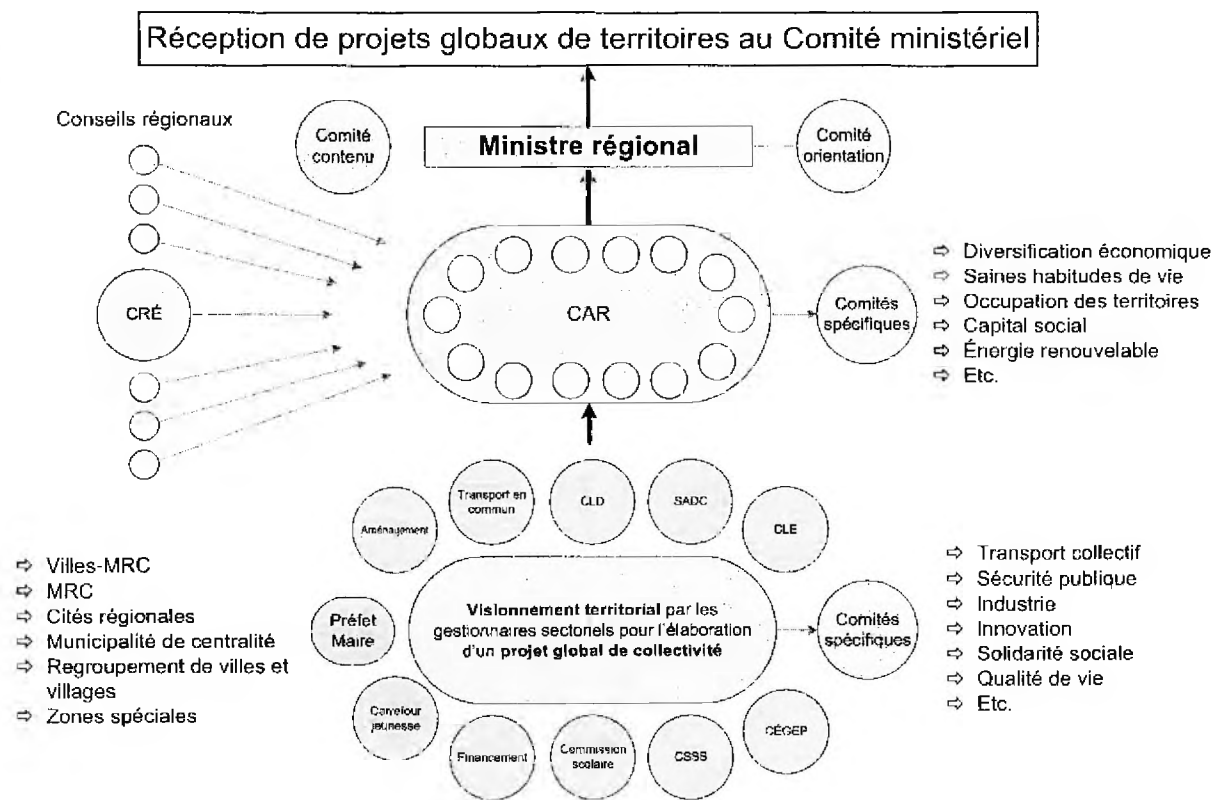 Réception de projets globaux de territoires au Comité ministériel
Conseils régionaux
Comité
contenu
Ministre régional
Comité
orientation
CRÉ
CAR
Comités
spécifiques
⇨ Diversification économique
⇨ Saines habitudes de vie
⇨ Occupation des territoires
⇨ Capital social
⇨ Énergie renouvelable
⇨ Etc.
Aménagement
Transport en
commun
CLD
SADC
CLE
⇨ Villes-MRC
⇨ MRC
⇨ Cités régionales
⇨ Municipalité de centralité
⇨ Regroupement de villes et
villages
⇨ Zones spéciales
Préfet
Maire
Visionnement territorial par les
gestionnaires sectoriels pour l'élaboration
d'un projet global de collectivité
Comités
spécifiques
⇨ Transport collectif
⇨ Sécurité publique
⇨ Industrie
⇨ Innovation
⇨ Solidarité sociale
⇨ Qualité de vie
⇨ Etc.
Carrefour
jeunesse
Financement
Commission
scolaire
CSSS
CÉGEP